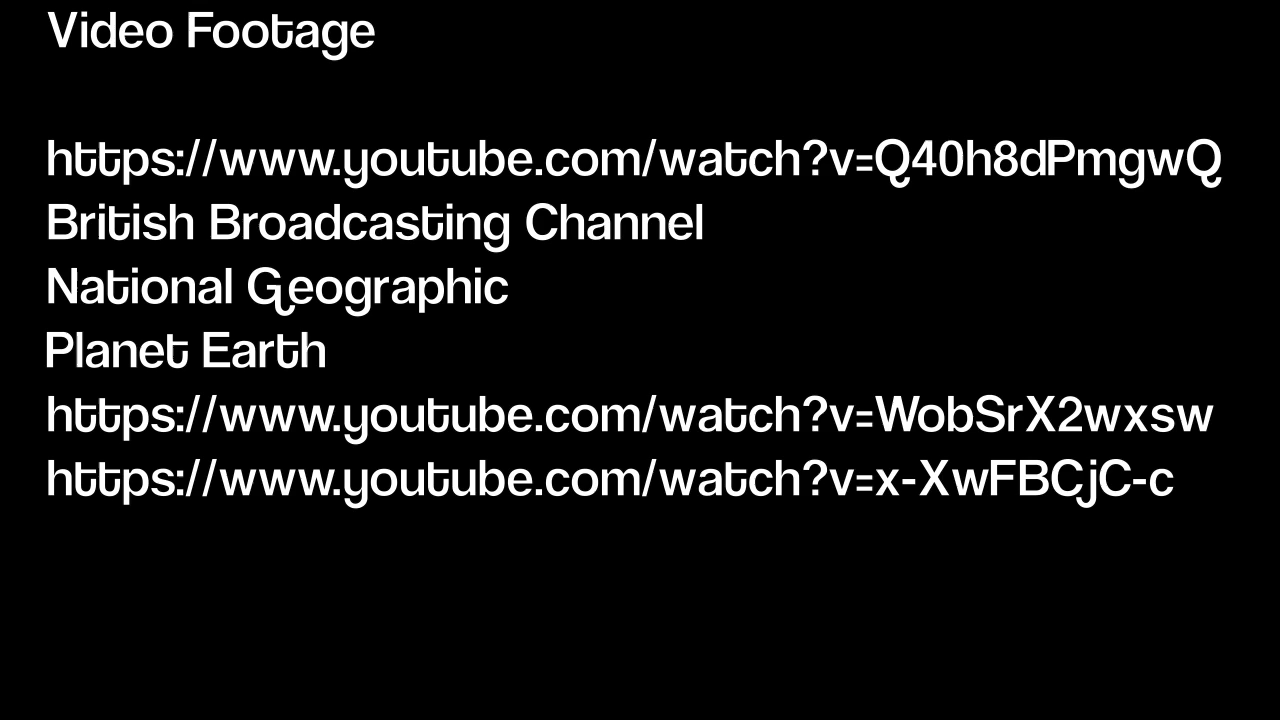 Video Footage
https://www.youtube.com/watch?v=Q40h8dPmgwQ
British Broadcasting Channel
National Geographic
Planet Earth
https://www.youtube.com/watch?v=WobSrX2wxsw
https://www.youtube.com/watch?v=x-XwFBCjC-c